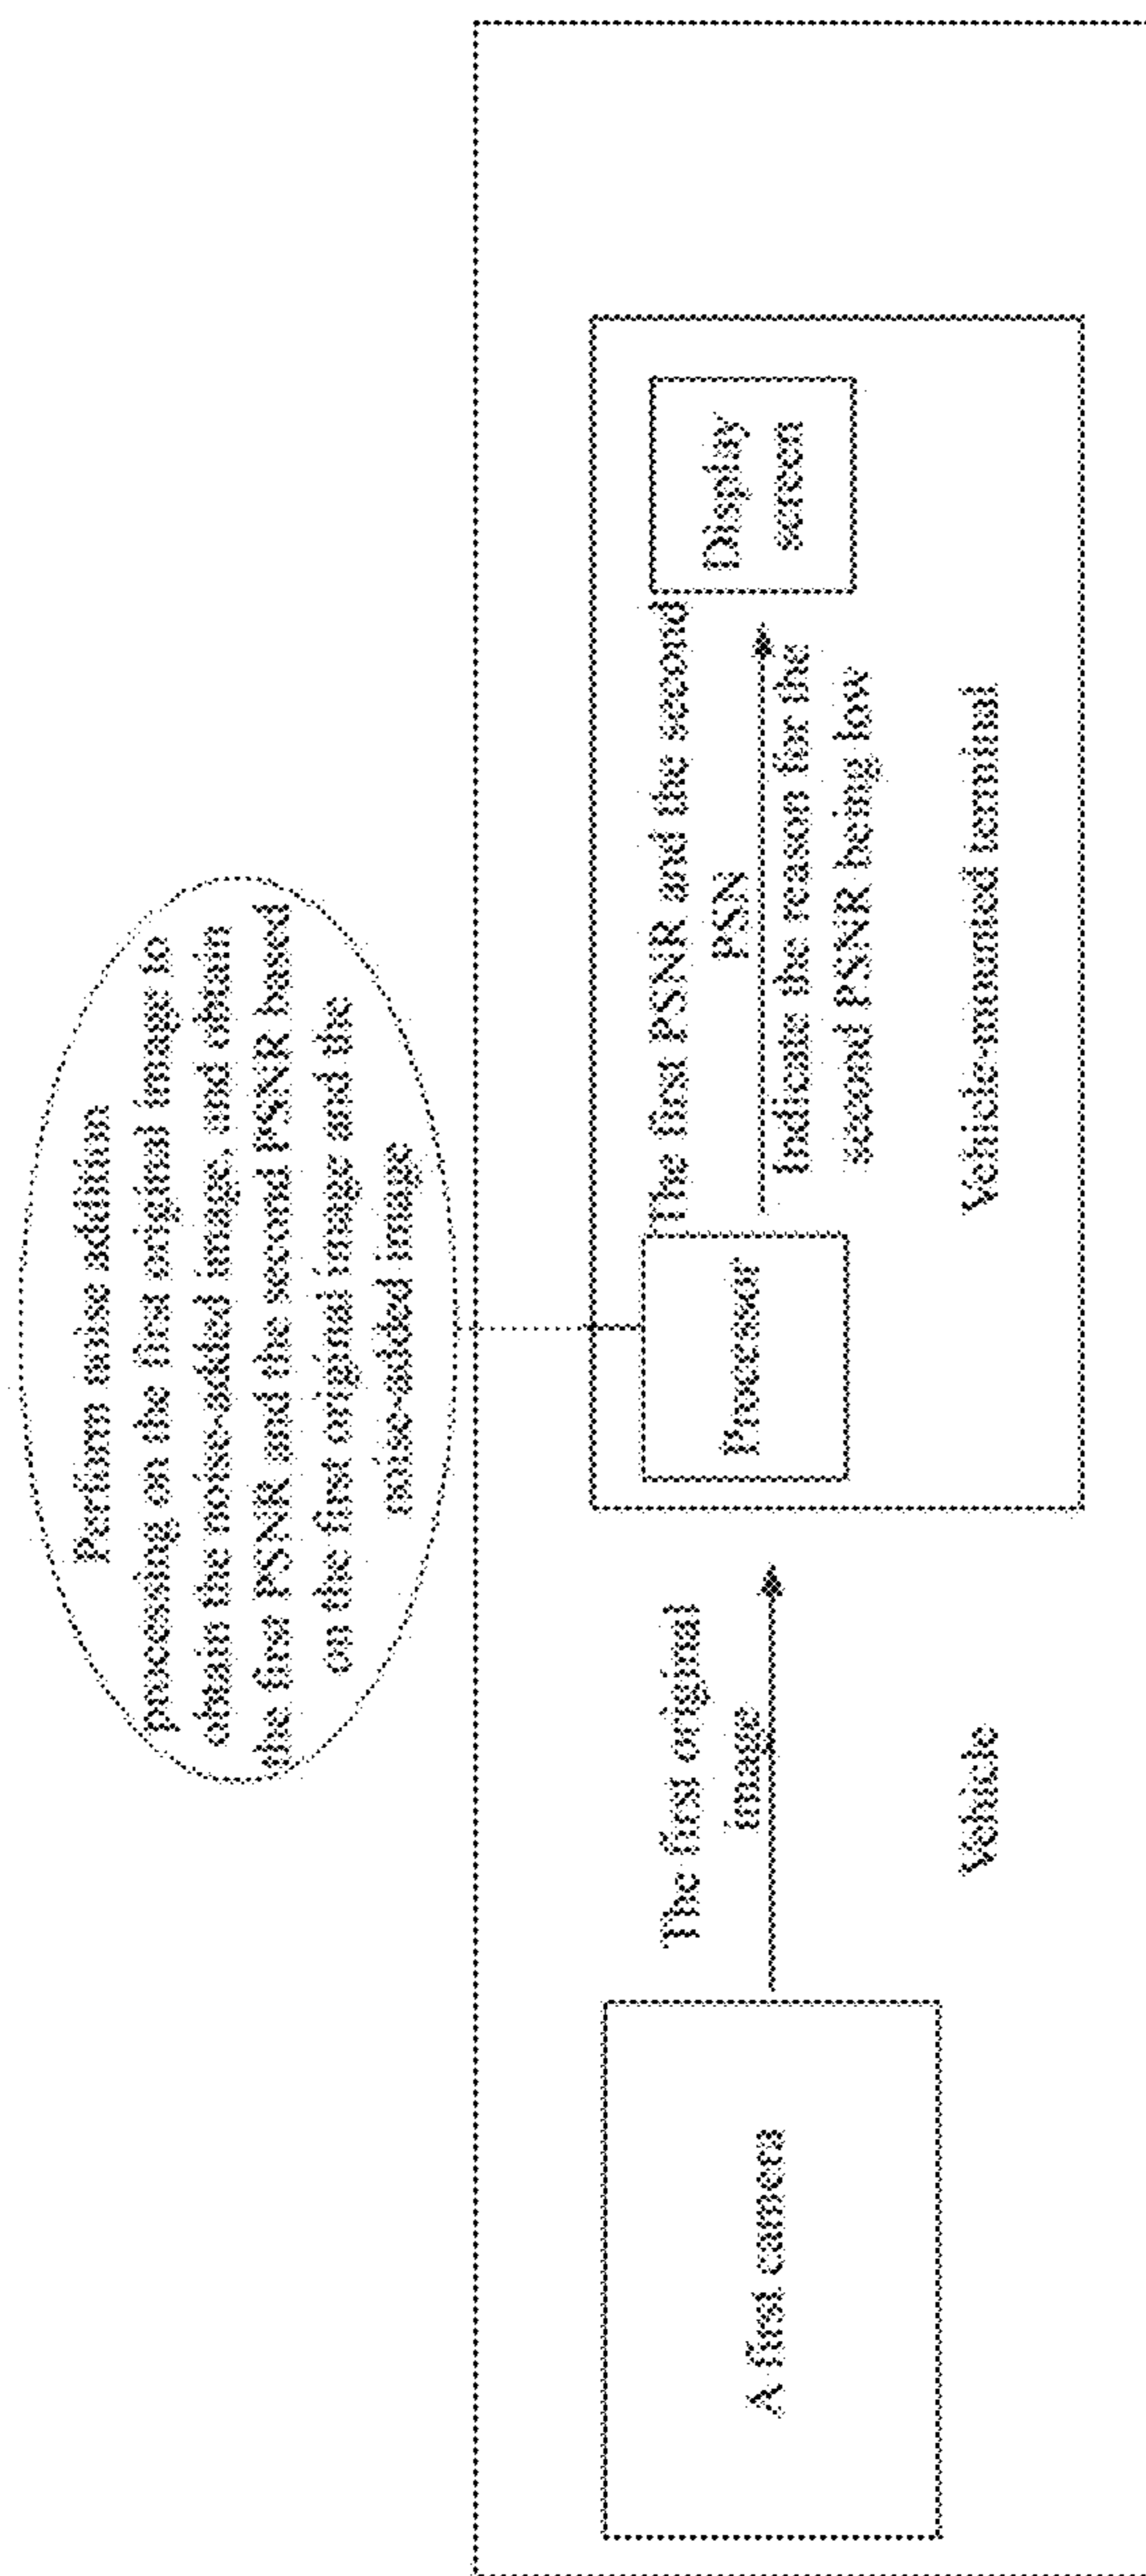 Perform noise addition
processing on the first original image to
obtain the noise-added image, and obtain
the first PSNR and the second PSNR based
on the first original image and the
noise-added image
A first camera
The first original
image
Processor
The first PSNR and the second
PSN
Indicate the reason for the
second PSNR being low
Display
screen
Vehicle
Vehicle-mounted terminal